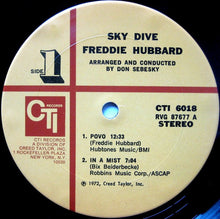 SKY DIVE
FREDDIE HUBBARD
ARRANGED AND CONDUCTED
BY DON SEBESKY
SIDE 1
CTI 6018
RVG 87677 A
STEREO
CTI
RECORDS
CTI RECORDS
A DIVISION OF
CREED TAYLOR, INC.
1 ROCKEFELLER PLAZA
NEW YORK, N.Y.
10020
1. POVO 12:33
(Freddie Hubbard)
Hubtones Music/BMI
2. IN A MIST 7:04
(Bix Beiderbecke)
Robbins Music Corp./ASCAP
© 1972, Creed Taylor, Inc.